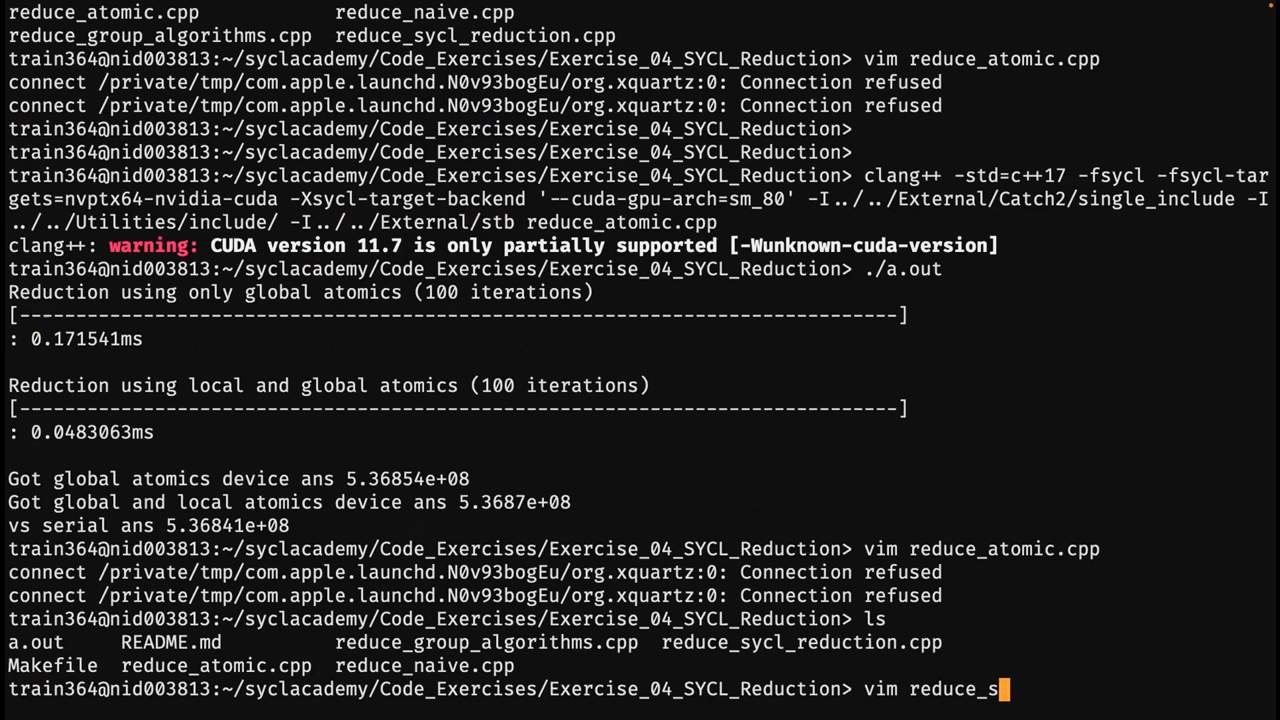 reduce_atomic.cpp            reduce_naive.cpp
reduce_group_algorithms.cpp  reduce_sycl_reduction.cpp
train364@nid003813:~/syclacademy/Code_Exercises/Exercise_04_SYCL_Reduction> vim reduce_atomic.cpp
connect /private/tmp/com.apple.launchd.N0v93bogEu/org.xquartz:0: Connection refused
connect /private/tmp/com.apple.launchd.N0v93bogEu/org.xquartz:0: Connection refused
train364@nid003813:~/syclacademy/Code_Exercises/Exercise_04_SYCL_Reduction>
train364@nid003813:~/syclacademy/Code_Exercises/Exercise_04_SYCL_Reduction>
train364@nid003813:~/syclacademy/Code_Exercises/Exercise_04_SYCL_Reduction> clang++ -std=c++17 -fsycl -fsycl-tar
gets=nvptx64-nvidia-cuda -Xsycl-target-backend '--cuda-gpu-arch=sm_80' -I../../External/Catch2/single_include -I
../../Utilities/include/ -I../../External/stb reduce_atomic.cpp
clang++: warning: CUDA version 11.7 is only partially supported [-Wunknown-cuda-version]
train364@nid003813:~/syclacademy/Code_Exercises/Exercise_04_SYCL_Reduction> ./a.out
Reduction using only global atomics (100 iterations)
[------------------------------------------------------------------------------]
: 0.171541ms
Reduction using local and global atomics (100 iterations)
[------------------------------------------------------------------------------]
: 0.0483063ms
Got global atomics device ans 5.36854e+08
Got global and local atomics device ans 5.3687e+08
vs serial ans 5.36841e+08
train364@nid003813:~/syclacademy/Code_Exercises/Exercise_04_SYCL_Reduction> vim reduce_atomic.cpp
connect /private/tmp/com.apple.launchd.N0v93bogEu/org.xquartz:0: Connection refused
connect /private/tmp/com.apple.launchd.N0v93bogEu/org.xquartz:0: Connection refused
train364@nid003813:~/syclacademy/Code_Exercises/Exercise_04_SYCL_Reduction> ls
a.out     README.md          reduce_group_algorithms.cpp  reduce_sycl_reduction.cpp
Makefile  reduce_atomic.cpp  reduce_naive.cpp
train364@nid003813:~/syclacademy/Code_Exercises/Exercise_04_SYCL_Reduction> vim reduce_s